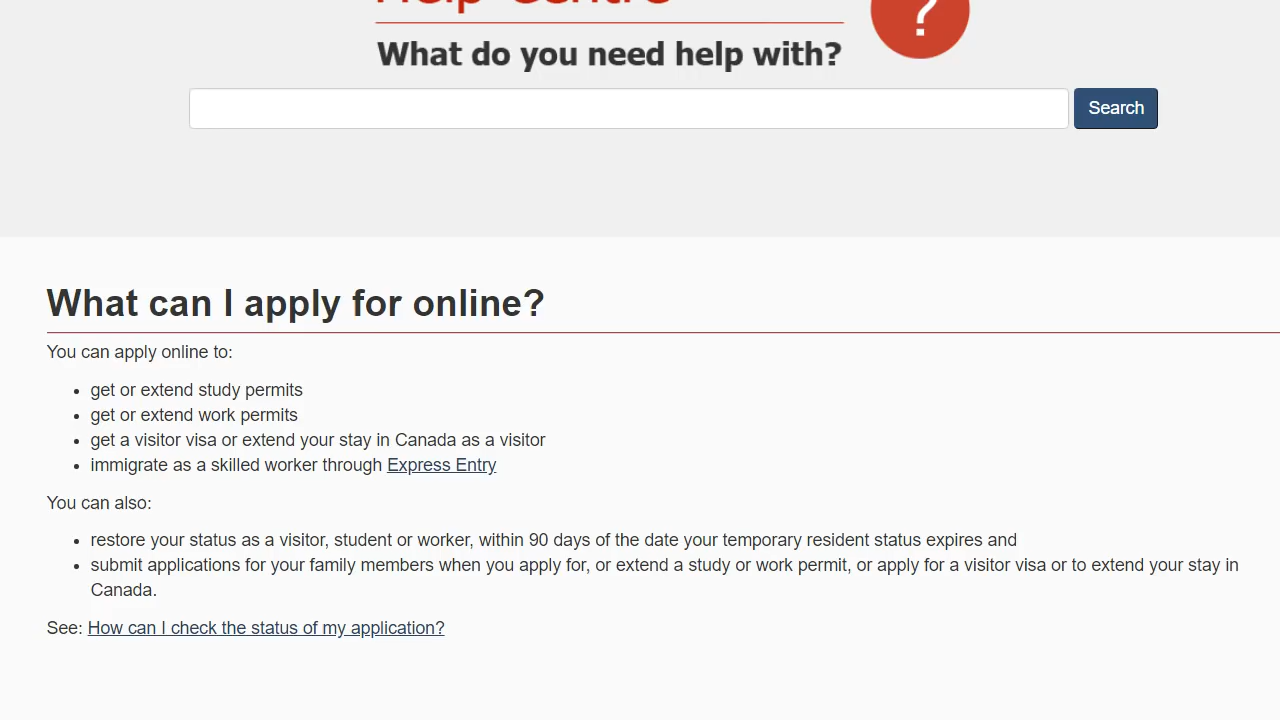 Help Centre
?
What do you need help with?
Search
What can I apply for online?
You can apply online to:
• get or extend study permits
• get or extend work permits
• get a visitor visa or extend your stay in Canada as a visitor
• immigrate as a skilled worker through Express Entry
You can also:
• restore your status as a visitor, student or worker, within 90 days of the date your temporary resident status expires and
• submit applications for your family members when you apply for, or extend a study or work permit, or apply for a visitor visa or to extend your stay in
Canada.
See: How can I check the status of my application?